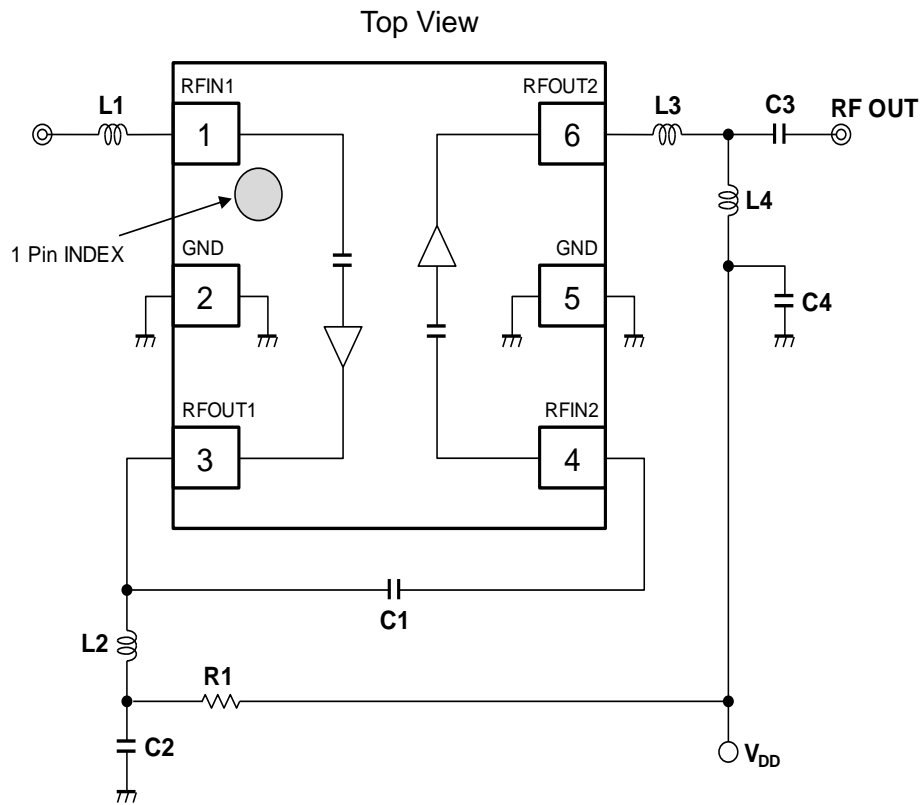 Top View
RFIN1
RFOUT2
L1
L3
C3
RF OUT
1
6
L4
1 Pin INDEX
GND
GND
2
5
C4
RFOUT1
RFIN2
3
4
C1
L2
R1
C2
VDD